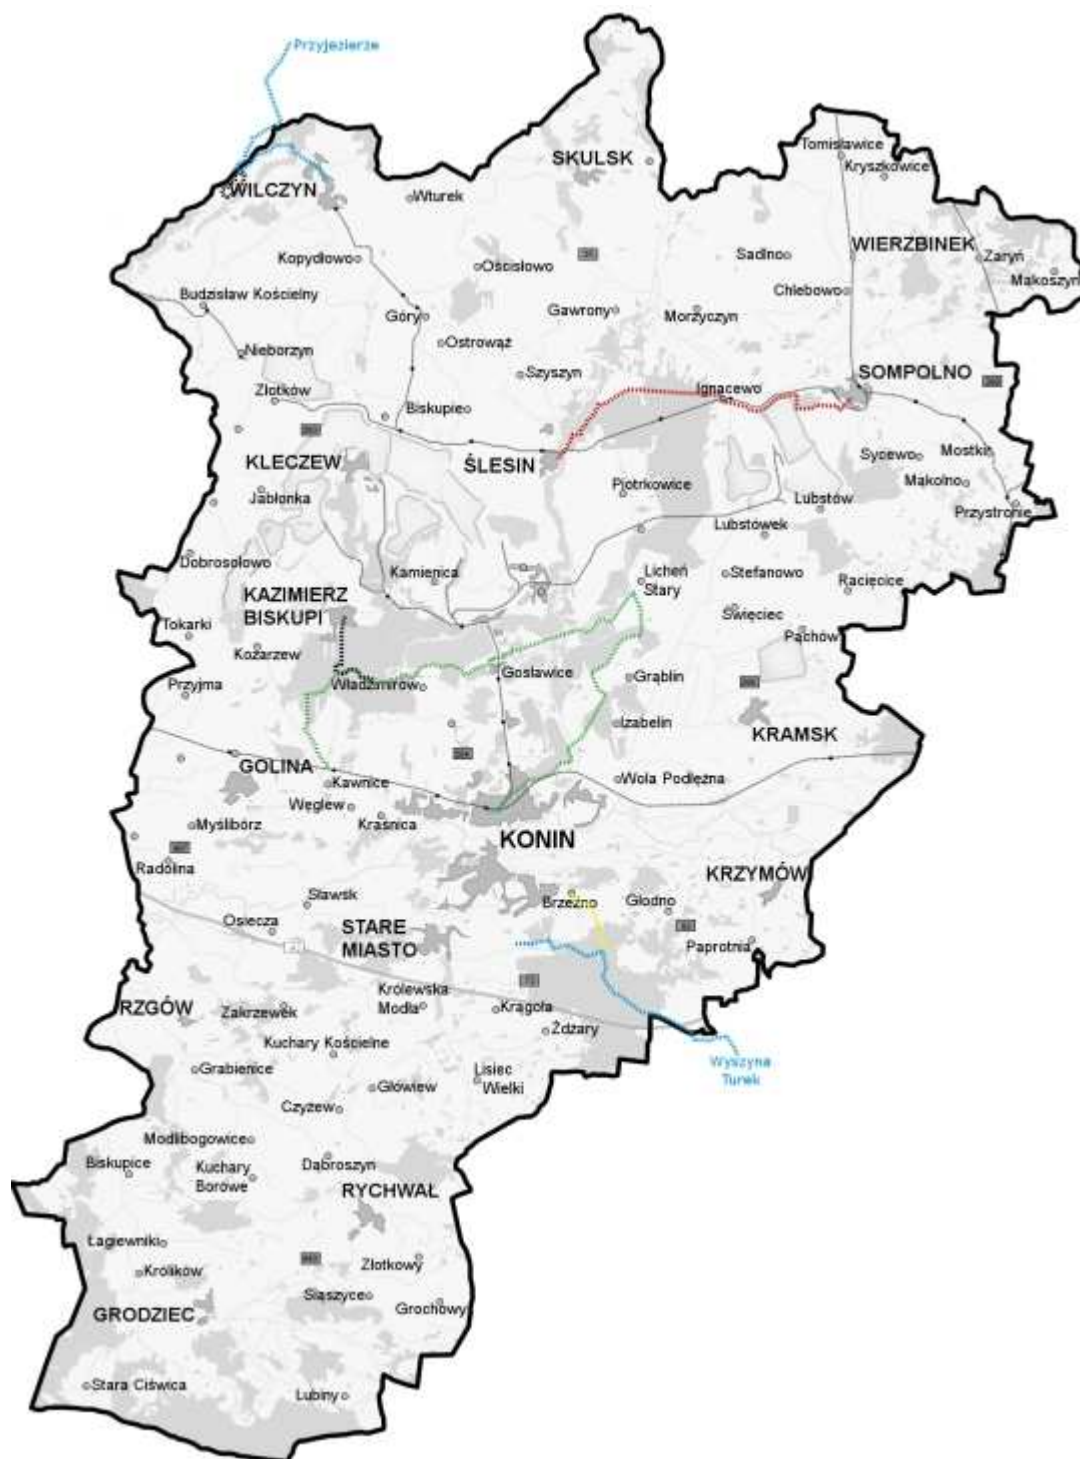 Przyjezierze
SKULSK
Tomisławice
Kryszkowice
WILCZYN
Wturek
WIERZBINEK
Kopydłowo
Ościsłowo
Sadlno
Zaryń
Makoszyn
Budzisław Kościelny
Chlebowo
Góry
Gawrony
Morzyczyn
Nieborzyn
Ostrowąż
Szyszyn
SOMPOLNO
Złotków
Ignacewo
Biskupie
KLECZEW
ŚLESIN
Sycewo
Mostki
Jabłonka
Piotrkowice
Lubstów
Mąkolno
Przystronie
Lubstówek
Dobrosołowo
Kamienica
Licheń
Stary
Stefanowo
Racięcice
KAZIMIERZ
BISKUPI
Święciec
Tokarki
Pąchów
Kozarzew
Gosławice
Grąblin
Przyjma
Władzimirów
Izabelin
KRAMSK
GOLINA
Kawnice
Wola Podłężna
Węglew
Kraśnica
Myślibórz
KONIN
Radolina
KRZYMÓW
Sławsk
Brzeźno
Głodno
Osiecza
STARE
MIASTO
Paprotnia
Królewska
Modła
RZGÓW
Zakrzewek
Krągoła
Żdżary
Kuchary Kościelne
Wyszyna
Turek
Grabienice
Lisiec
Wielki
Główiew
Czyżew
Modlibogowice
Biskupice
Kuchary
Borowe
Dąbroszyn
RYCHWAŁ
Łagiewniki
Złotkowy
Królików
Siąszyce
Grochowy
GRODZIEC
Stara Ciświca
Lubiny